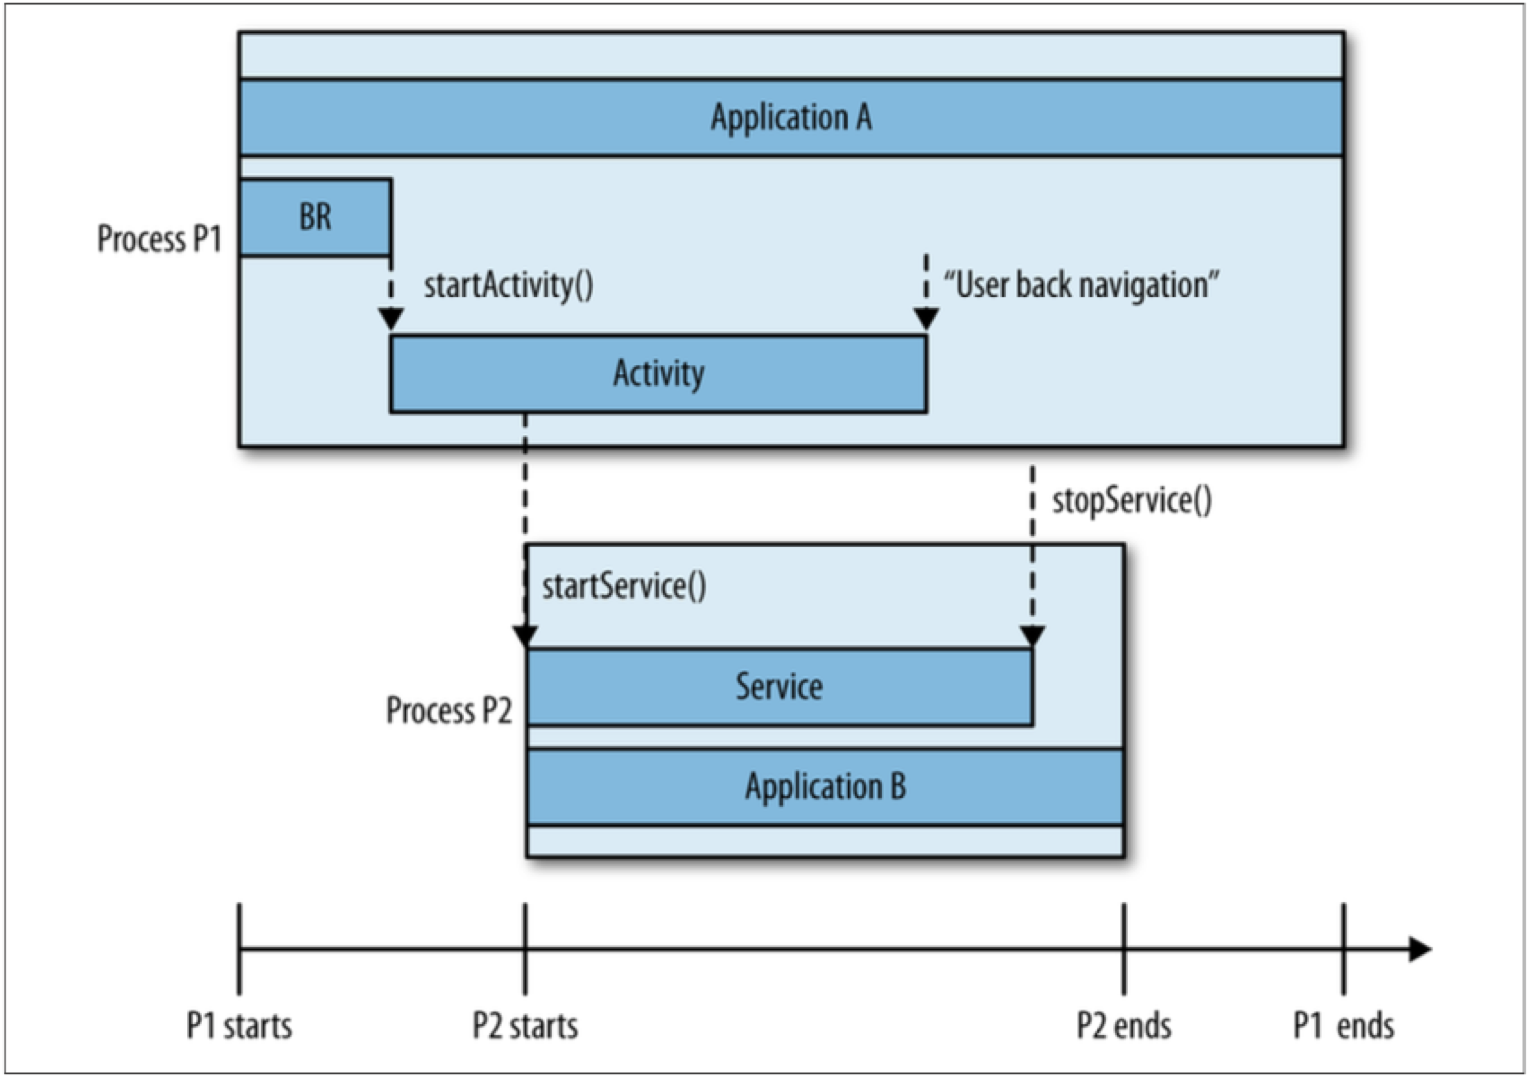 Application A
BR
Process P1
startActivity()
“User back navigation”
Activity
stopService()
startService()
Service
Process P2
Application B
P1 starts
P2 starts
P2 ends
P1 ends